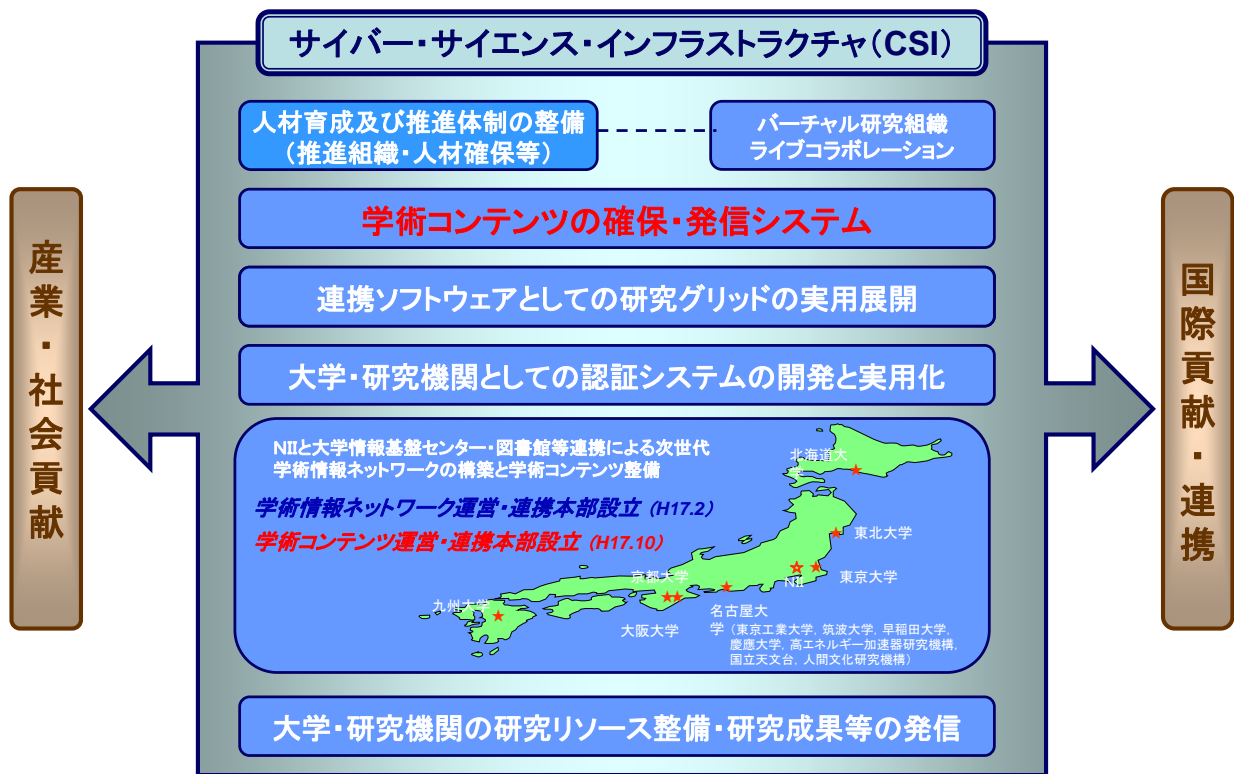 サイバー・サイエンス・インフラストラクチャ(CSI)
人材育成及び推進体制の整備
(推進組織・人材確保等)
バーチャル研究組織
ライブコラボレーション
学術コンテンツの確保・発信システム
連携ソフトウェアとしての研究グリッドの実用展開
大学・研究機関としての認証システムの開発と実用化
産業・社会貢献
国際貢献・連携
NIIと大学情報基盤センター・図書館等連携による次世代
学術情報ネットワークの構築と学術コンテンツ整備
学術情報ネットワーク運営・連携本部設立 (H17.2)
学術コンテンツ運営・連携本部設立 (H17.10)
北海道大
学
東北大学
東京大学
NII
京都大学
九州大学
大阪大学
名古屋大
学
(東京工業大学, 筑波大学, 早稲田大学,
慶應大学, 高エネルギー加速器研究機構,
国立天文台, 人間文化研究機構)
大学・研究機関の研究リソース整備・研究成果等の発信